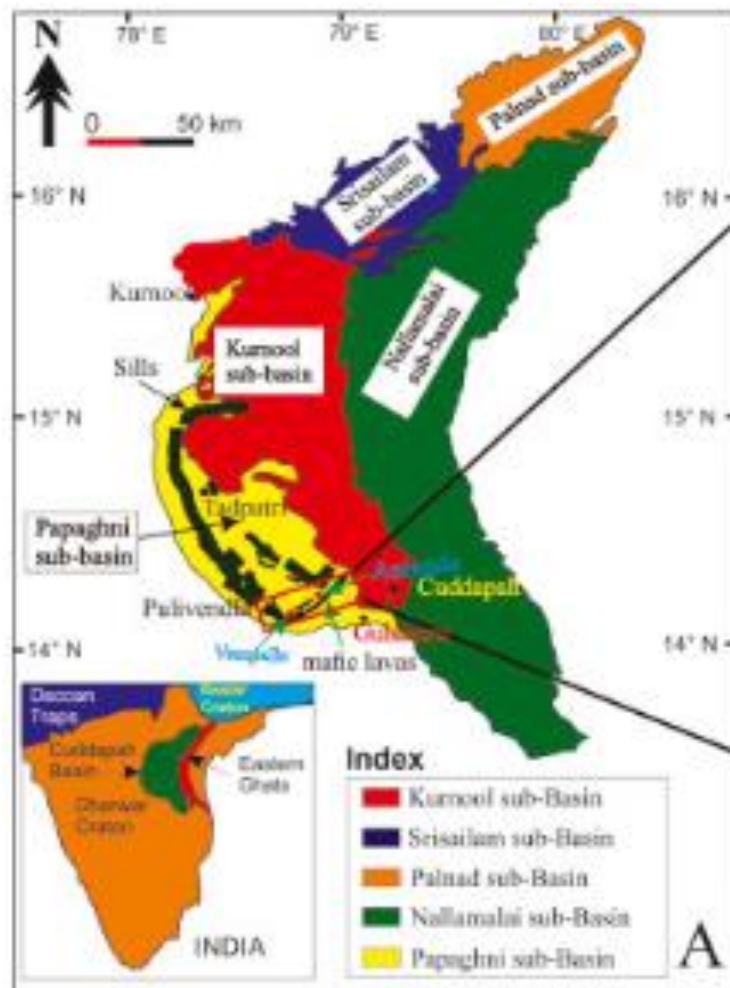 78° E
79° E
80° E
N
0 50 km
Palnad sub-basin
Srisailam
sub-basin
16° N
16° N
Kurnool
Nallamalai
sub-basin
Kurnool
sub-basin
Sills
15° N
15° N
Tadpatri
Papaghni
sub-basin
Cuddapah
Pulivendla
Vempalle
mafic lavas
14° N
14° N
Deccan
Traps
Bastar
Craton
Cuddapah
Basin
Eastern
Ghats
Dharwar
Craton
INDIA
Index
Kurnool sub-Basin
Srisailam sub-Basin
Palnad sub-Basin
Nallamalai sub-Basin
Papaghni sub-Basin
A